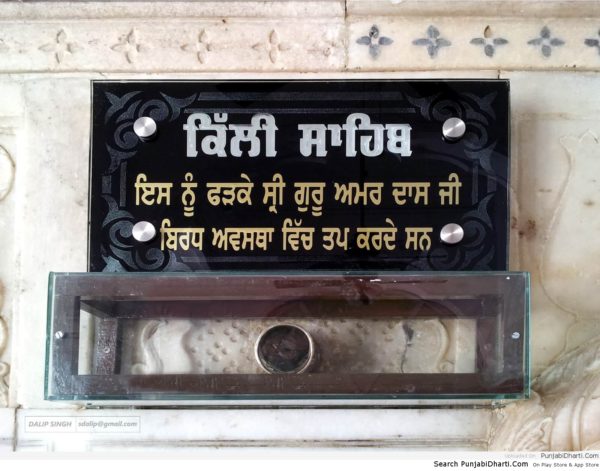 ਕਿੱਲੀ ਸਾਹਿਬ
ਇਸ ਨੂੰ ਫੜਕੇ ਸ੍ਰੀ ਗੁਰੂ ਅਮਰ ਦਾਸ ਜੀ
ਬਿਰਧ ਅਵਸਥਾ ਵਿੱਚ ਤਪ ਕਰਦੇ ਸਨ
DALIP SINGH sdalip@gmail.com
Uploaded On PunjabiDharti.Com
Search PunjabiDharti.Com On Play Store & App Store